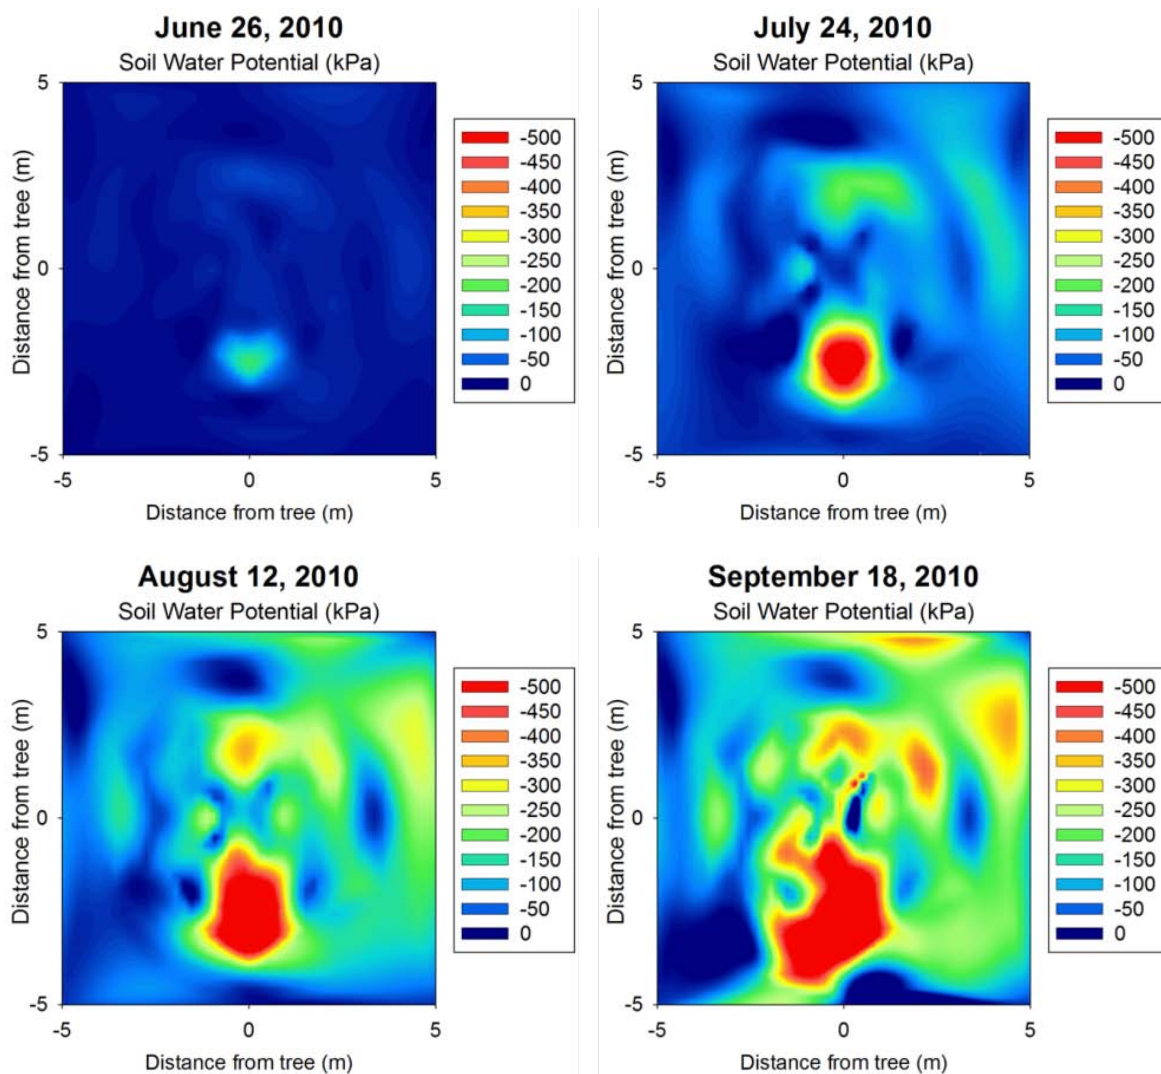 June 26, 2010
Soil Water Potential (kPa)
5
0
-5
Distance from tree (m)
-5 0 5
Distance from tree (m)
-500
-450
-400
-350
-300
-250
-200
-150
-100
-50
0
July 24, 2010
Soil Water Potential (kPa)
5
0
-5
Distance from tree (m)
-5 0 5
Distance from tree (m)
-500
-450
-400
-350
-300
-250
-200
-150
-100
-50
0
August 12, 2010
Soil Water Potential (kPa)
5
0
-5
Distance from tree (m)
-5 0 5
Distance from tree (m)
-500
-450
-400
-350
-300
-250
-200
-150
-100
-50
0
September 18, 2010
Soil Water Potential (kPa)
5
0
-5
Distance from tree (m)
-5 0 5
Distance from tree (m)
-500
-450
-400
-350
-300
-250
-200
-150
-100
-50
0